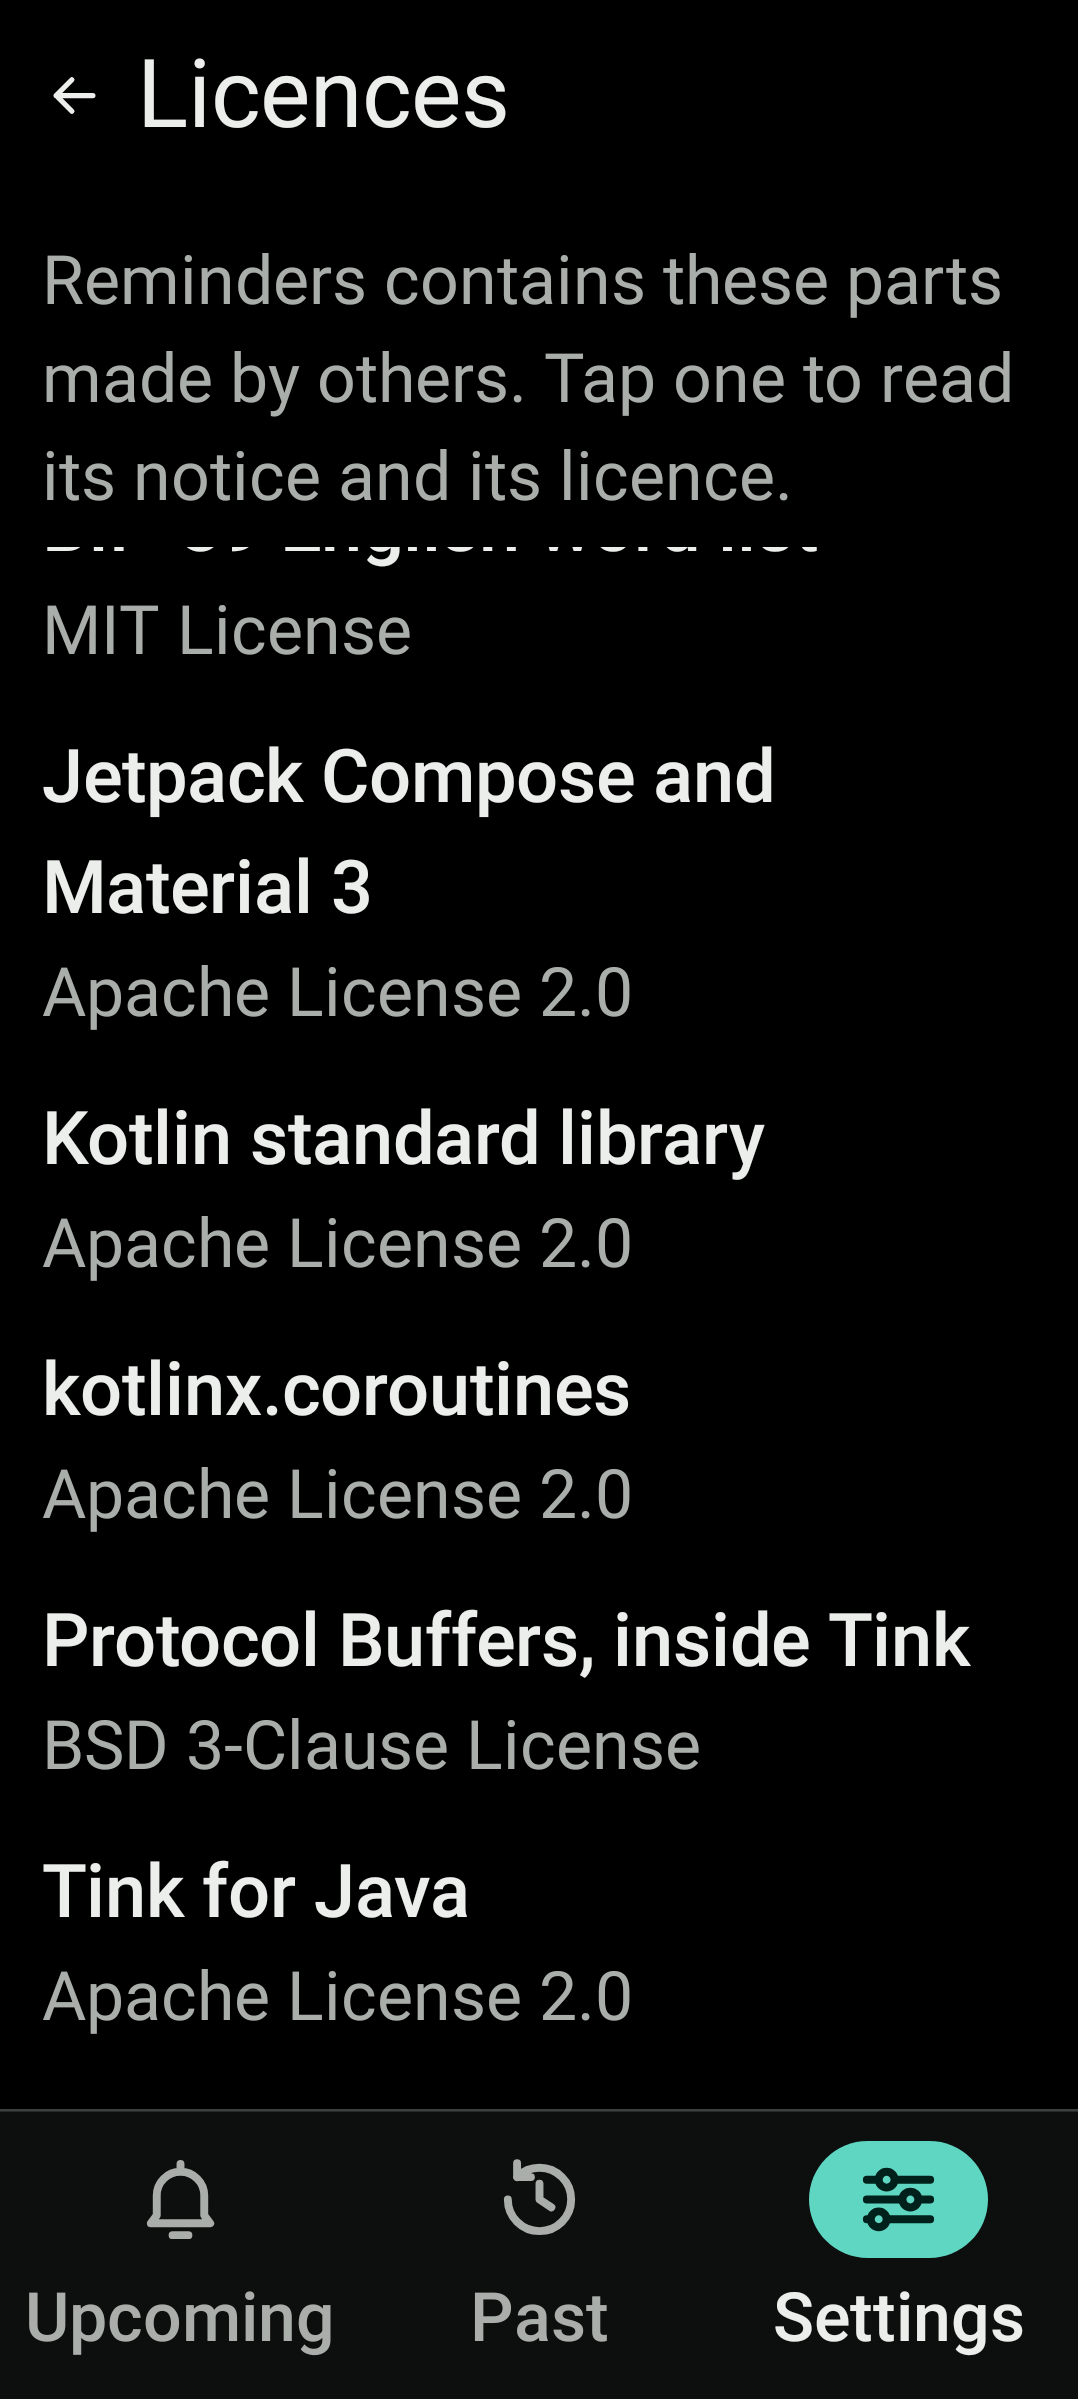 Licences
Reminders contains these parts
made by others. Tap one to read
its notice and its licence.
English word list
MIT License
Jetpack Compose and
Material 3
Apache License 2.0
Kotlin standard library
Apache License 2.0
kotlinx.coroutines
Apache License 2.0
Protocol Buffers, inside Tink
BSD 3-Clause License
Tink for Java
Apache License 2.0
Upcoming
Past
Settings